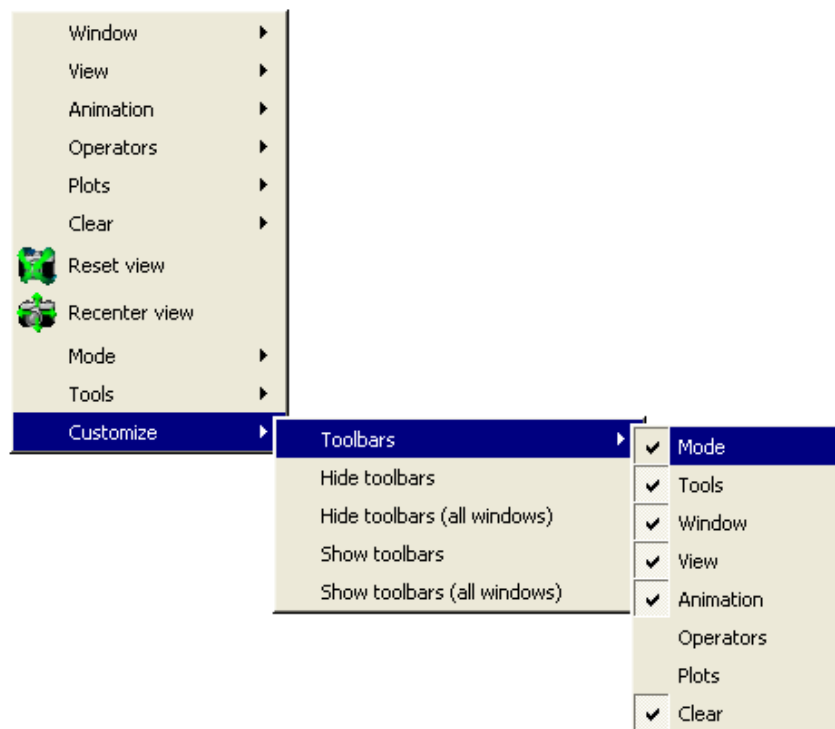 Window
View
Animation
Operators
Plots
Clear
Reset view
Recenter view
Mode
Tools
Customize
Toolbars
Hide toolbars
Hide toolbars (all windows)
Show toolbars
Show toolbars (all windows)
Mode
Tools
Window
View
Animation
Operators
Plots
Clear